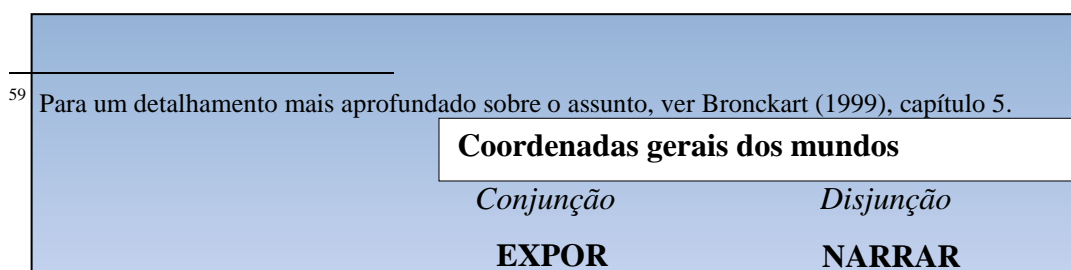 59 Para um detalhamento mais aprofundado sobre o assunto, ver Bronckart (1999), capítulo 5.
Coordenadas gerais dos mundos
Conjunção Disjunção
EXPOR NARRAR